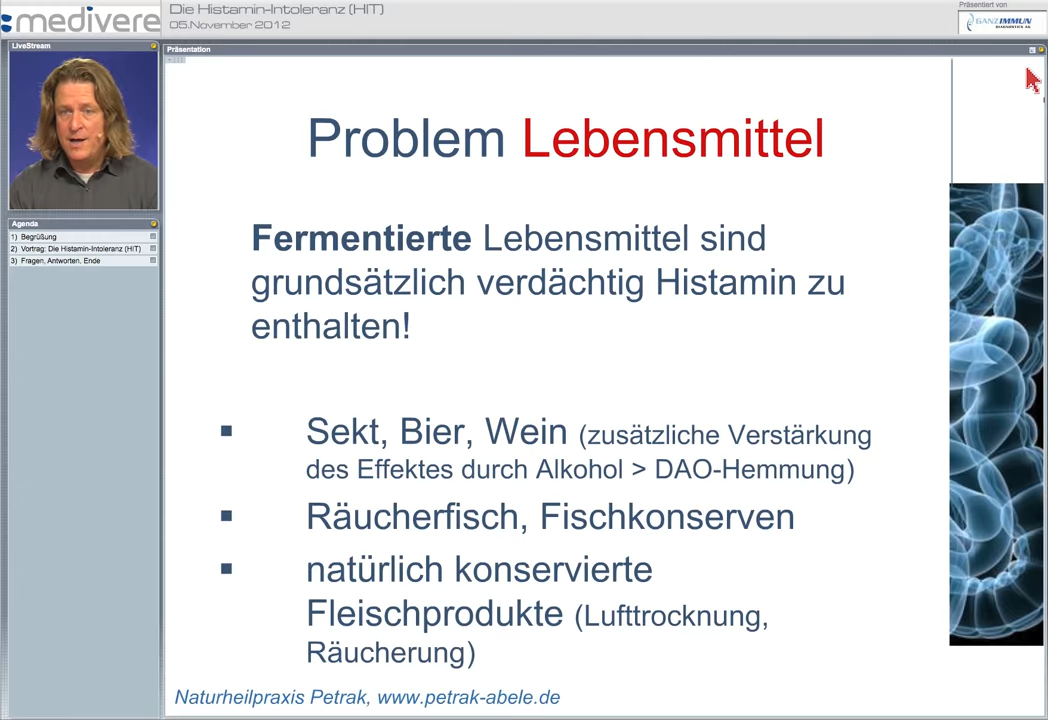 medivere
Die Histamin-Intoleranz (HIT)
05.November 2012
Präsentiert von
GANZIMMUN
DIAGNOSTICS AG
LiveStream
Agenda
1) Begrüßung
2) Vortrag: Die Histamin-Intoleranz (HIT)
3) Fragen, Antworten, Ende
Präsentation
Problem Lebensmittel
Fermentierte Lebensmittel sind
grundsätzlich verdächtig Histamin zu
enthalten!
▪ Sekt, Bier, Wein (zusätzliche Verstärkung
des Effektes durch Alkohol > DAO-Hemmung)
▪ Räucherfisch, Fischkonserven
▪ natürlich konservierte
Fleischprodukte (Lufttrocknung,
Räucherung)
Naturheilpraxis Petrak, www.petrak-abele.de